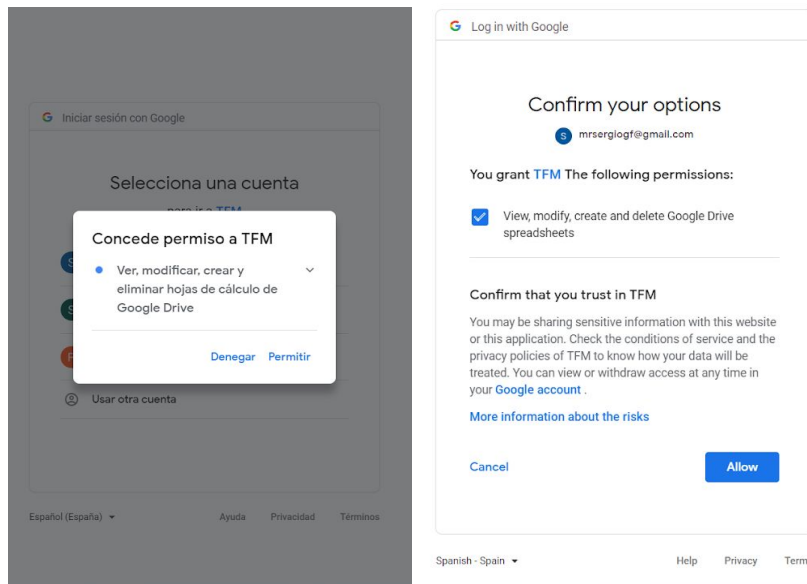 Iniciar sesión con Google
Selecciona una cuenta
para ir a TFM
Concede permiso a TFM
Ver, modificar, crear y
eliminar hojas de cálculo de
Google Drive
Denegar Permitir
Usar otra cuenta
Español (España)
Ayuda Privacidad Términos
G Log in with Google
Confirm your options
S mrsergiogf@gmail.com
You grant TFM The following permissions:
View, modify, create and delete Google Drive
spreadsheets
Confirm that you trust in TFM
You may be sharing sensitive information with this website
or this application. Check the conditions of service and the
privacy policies of TFM to know how your data will be
treated. You can view or withdraw access at any time in
your Google account .
More information about the risks
Cancel Allow
Spanish - Spain
Help Privacy Term